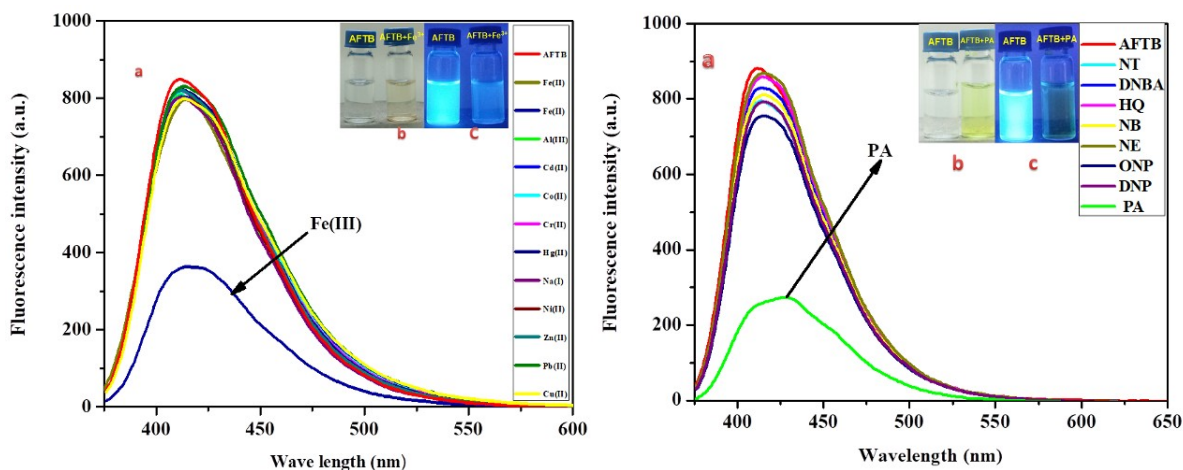 1000
800
600
400
200
0
400
450
500
550
600
Fluorescence intensity (a.u.)
Wave length (nm)
a
AFTB
AFTB+Fe³⁺
AFTB
AFTB+Fe³⁺
b
c
Fe(III)
AFTB
Fe(II)
Fe(II)
Al(III)
Cd(II)
Co(II)
Cr(II)
Hg(II)
Na(I)
Ni(II)
Zn(II)
Pb(II)
Cu(II)
1000
800
600
400
200
0
400
450
500
550
600
650
Fluorescence intensity (a.u.)
Wavelength (nm)
a
AFTB
AFTB+PA
AFTB
AFTB+PA
b
c
PA
AFTB
NT
DNBA
HQ
NB
NE
ONP
DNP
PA